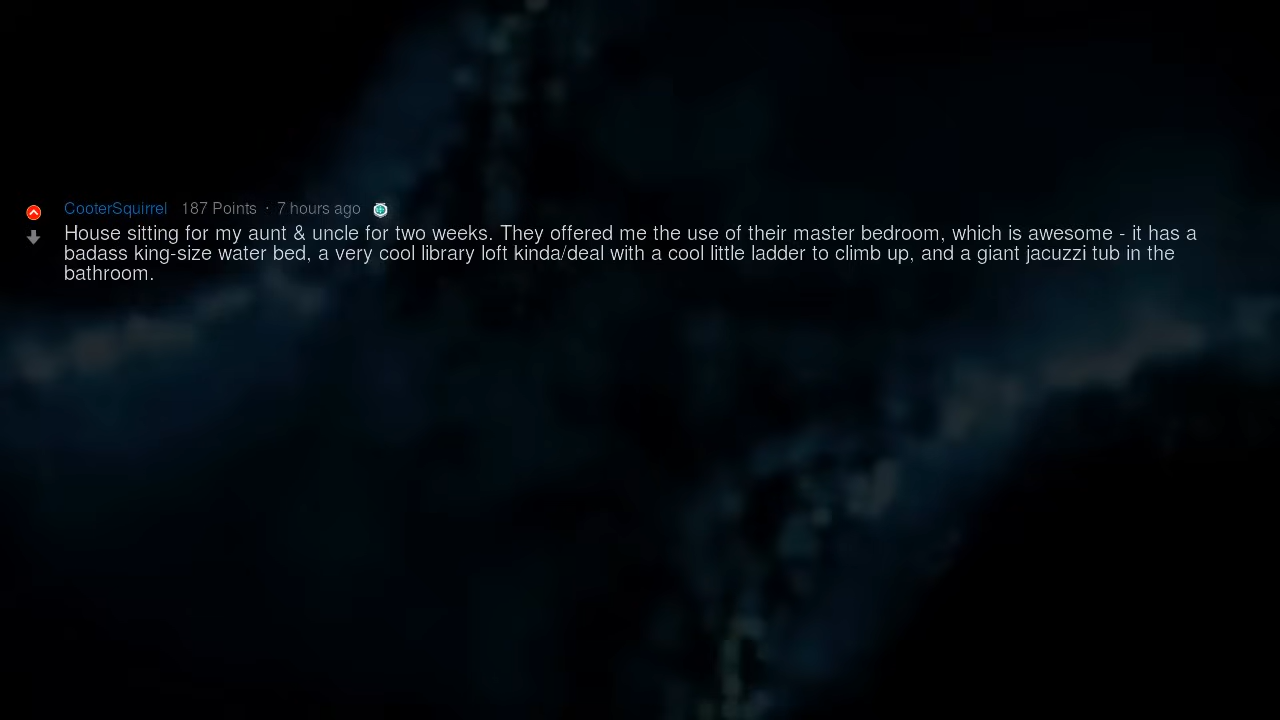 CooterSquirrel 187 Points · 7 hours ago
House sitting for my aunt & uncle for two weeks. They offered me the use of their master bedroom, which is awesome - it has a
badass king-size water bed, a very cool library loft kinda/deal with a cool little ladder to climb up, and a giant jacuzzi tub in the
bathroom.